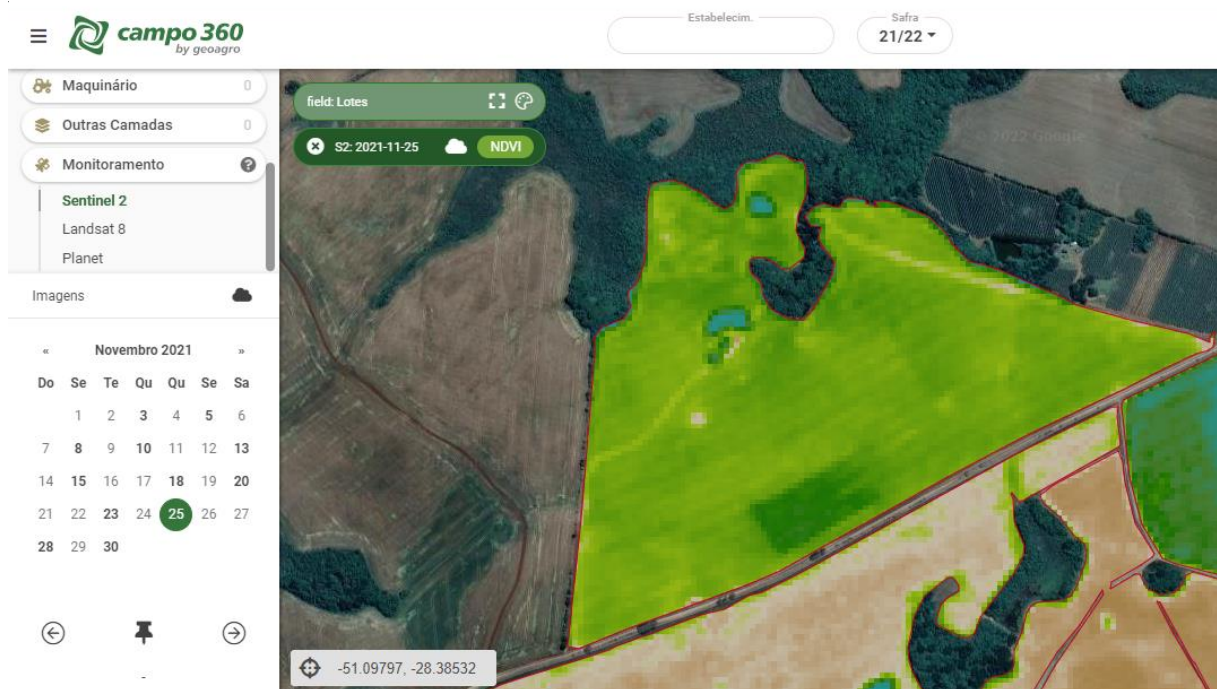 campo 360
by geoagro
Estabelecim.
Safra
21/22
Maquinário 0
Outras Camadas 0
Monitoramento ?
Sentinel 2
Landsat 8
Planet
Imagens
« Novembro 2021 »
Do Se Te Qu Qu Se Sa
1 2 3 4 5 6
7 8 9 10 11 12 13
14 15 16 17 18 19 20
21 22 23 24 25 26 27
28 29 30
-
field: Lotes
S2: 2021-11-25 NDVI
© 2022 Google
-51.09797, -28.38532